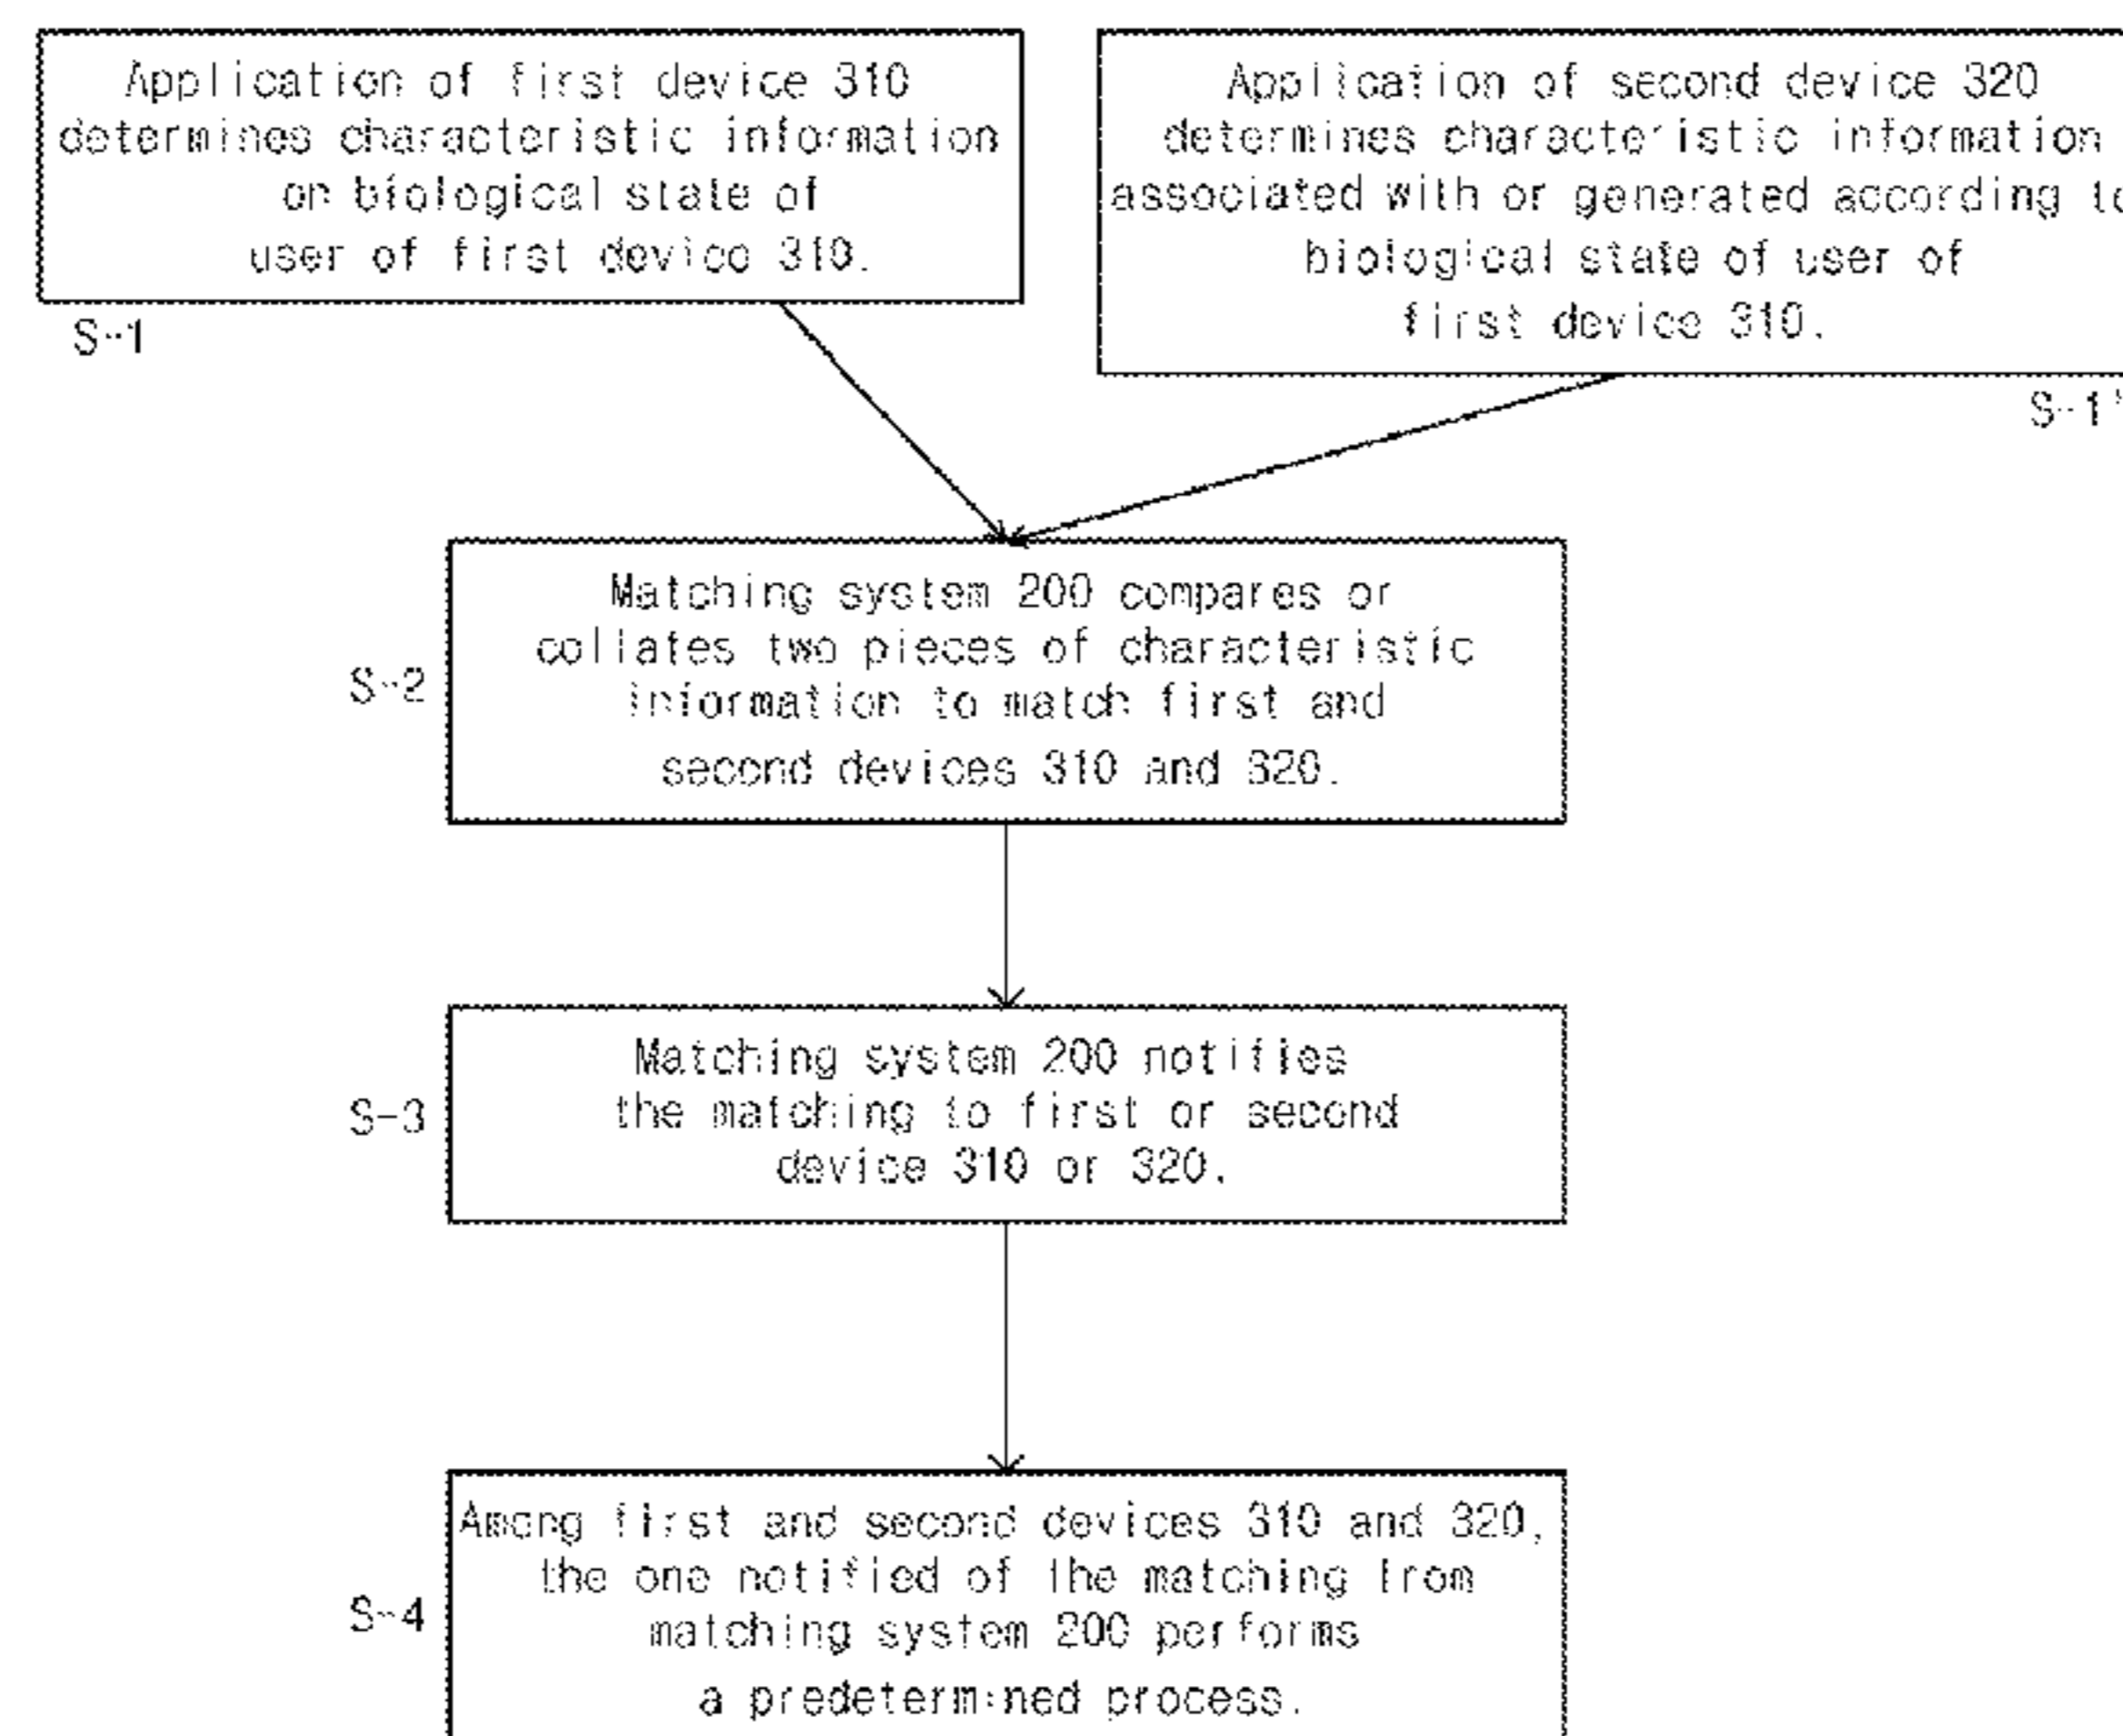 Application of first device 310
determines characteristic information
on biological state of
user of first device 310.
S-1
Application of second device 320
determines characteristic information
associated with or generated according to
biological state of user of
first device 310.
S-1'
Matching system 200 compares or
collates two pieces of characteristic
information to match first and
second devices 310 and 320.
S-2
Matching system 200 notifies
the matching to first or second
device 310 or 320.
S-3
Among first and second devices 310 and 320,
the one notified of the matching from
matching system 200 performs
a predetermined process.
S-4